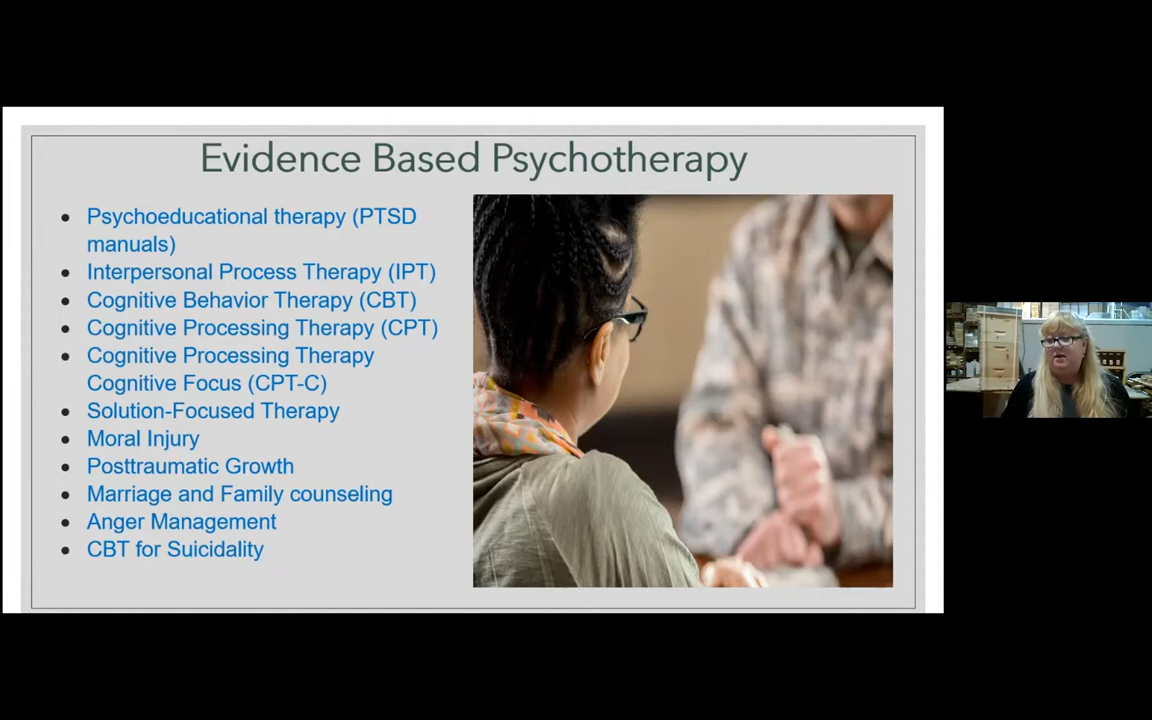 Evidence Based Psychotherapy
Psychoeducational therapy (PTSD
manuals)
Interpersonal Process Therapy (IPT)
Cognitive Behavior Therapy (CBT)
Cognitive Processing Therapy (CPT)
Cognitive Processing Therapy
Cognitive Focus (CPT-C)
Solution-Focused Therapy
Moral Injury
Posttraumatic Growth
Marriage and Family counseling
Anger Management
CBT for Suicidality